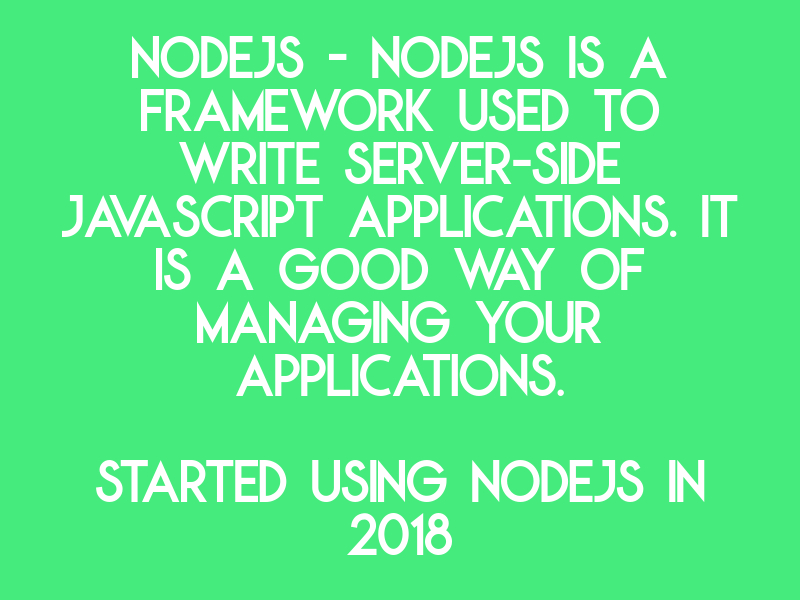 NODEJS - NODEJS IS A
FRAMEWORK USED TO
WRITE SERVER-SIDE
JAVASCRIPT APPLICATIONS. IT
IS A GOOD WAY OF
MANAGING YOUR
APPLICATIONS.
STARTED USING NODEJS IN
2018